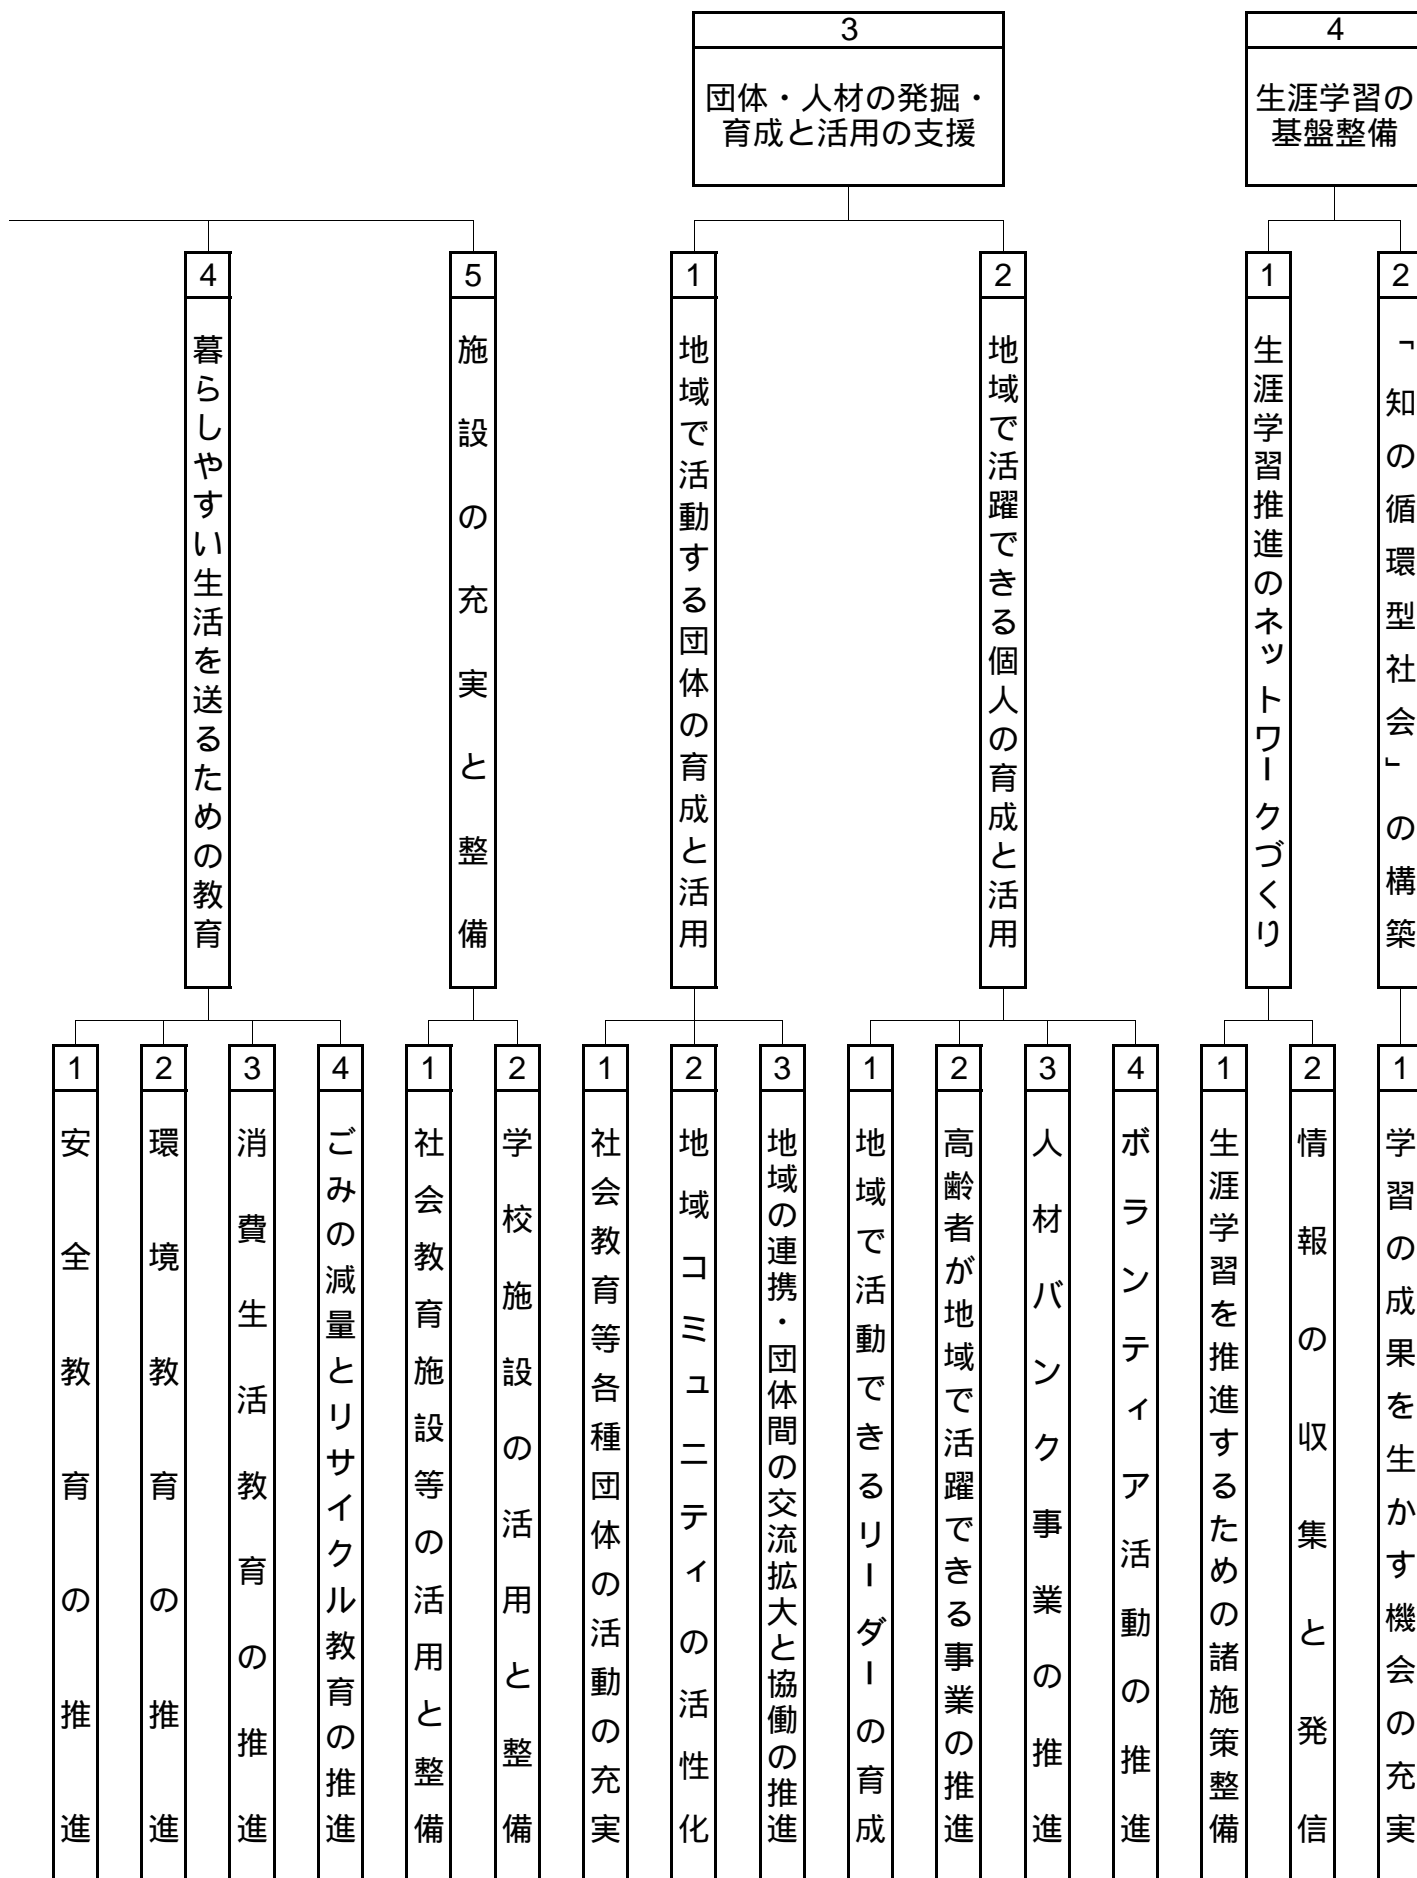 3
団体・人材の発掘・
育成と活用の支援
4
生涯学習の
基盤整備
4
暮らしやすい生活を送るための教育
5
施設の充実と整備
1
地域で活動する団体の育成と活用
2
地域で活躍できる個人の育成と活用
1
生涯学習推進のネットワークづくり
2
「知の循環型社会」の構築
1
安全教育の推進
2
環境教育の推進
3
消費生活教育の推進
4
ごみの減量とリサイクル教育の推進
1
社会教育施設等の活用と整備
2
学校施設の活用と整備
1
社会教育等各種団体の活動の充実
2
地域コミュニティの活性化
3
地域の連携・団体間の交流拡大と協働の推進
1
地域で活動できるリーダーの育成
2
高齢者が地域で活躍できる事業の推進
3
人材バンク事業の推進
4
ボランティア活動の推進
1
生涯学習を推進するための諸施策整備
2
情報の収集と発信
1
学習の成果を生かす機会の充実